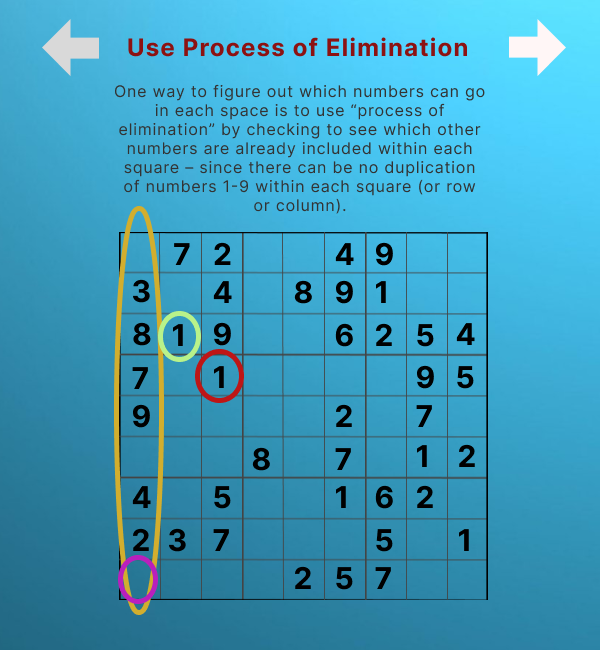 Use Process of Elimination
One way to figure out which numbers can go
in each space is to use “process of
elimination” by checking to see which other
numbers are already included within each
square – since there can be no duplication
of numbers 1-9 within each square (or row
or column).
7 2 4 9
3 4 8 9 1
8 1 9 6 2 5 4
7 1 9 5
9 2 7
8 7 1 2
4 5 1 6 2
2 3 7 5 1
2 5 7